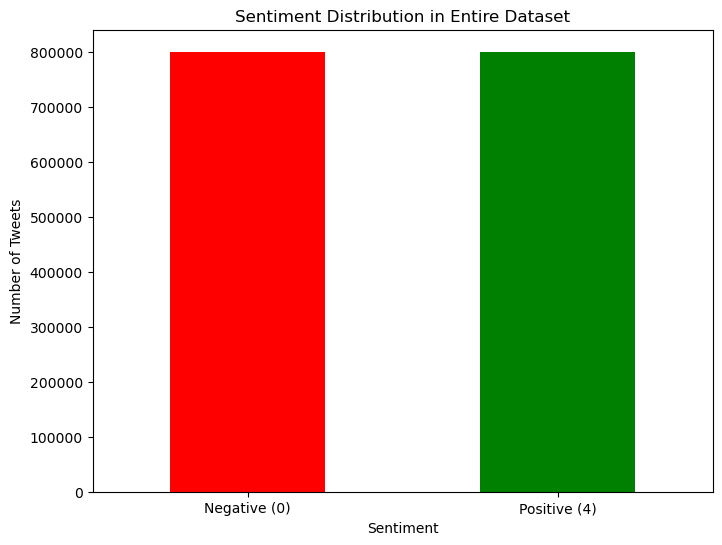 Sentiment Distribution in Entire Dataset
Number of Tweets
800000
700000
600000
500000
400000
300000
200000
100000
0
Negative (0)
Positive (4)
Sentiment